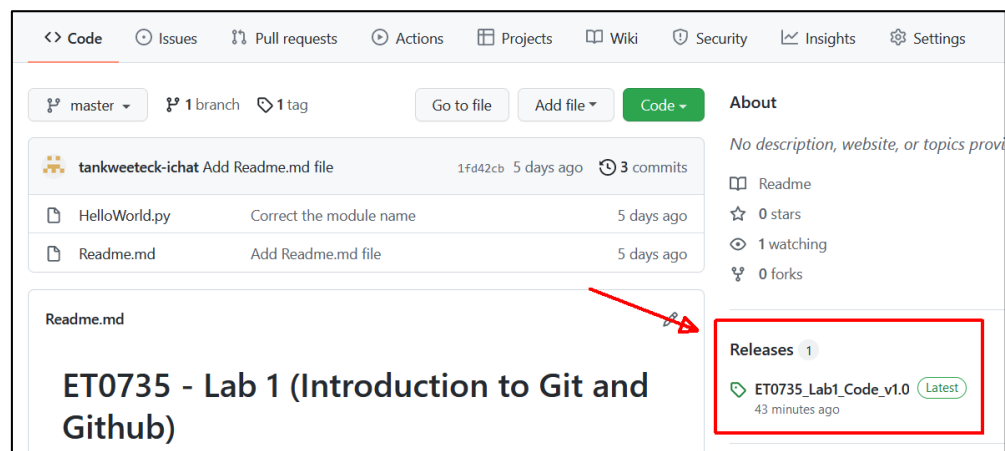 <> Code Issues Pull requests Actions Projects Wiki Security Insights Settings
master 1 branch 1 tag Go to file Add file Code
tankweeteck-ichat Add Readme.md file 1fd42cb 5 days ago 3 commits
HelloWorld.py Correct the module name 5 days ago
Readme.md Add Readme.md file 5 days ago
Readme.md
ET0735 - Lab 1 (Introduction to Git and
Github)
About
No description, website, or topics provi
Readme
0 stars
1 watching
0 forks
Releases 1
ET0735_Lab1_Code_v1.0 Latest
43 minutes ago